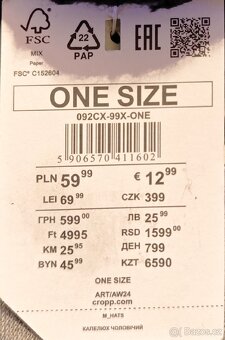 FSC
MIX
Paper
FSC® C152604
22
PAP
EAC
ONE SIZE
092CX-99X-ONE
5 906570 411602
PLN 59⁹⁹ € 12⁹⁹
LEI 69⁹⁹ CZK 399
ГРН 599⁰⁰ ЛВ 25⁹⁹
Ft 4995 RSD 1599⁰⁰
KM 25⁹⁵ ДЕН 799
BYN 45⁹⁹ KZT 6590
ONE SIZE
ART/AW24
cropp.com
M_HATS
КАПЕЛЮХ ЧОЛОВІЧИЙ